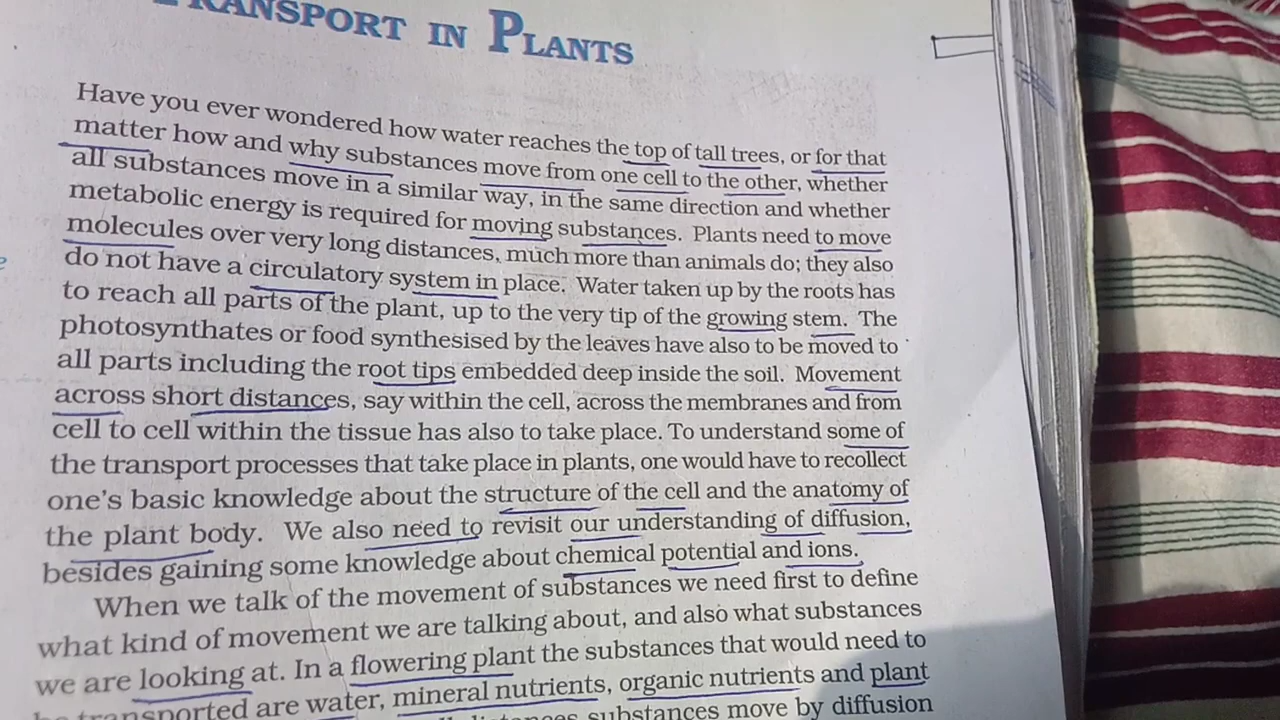 TRANSPORT IN PLANTS
Have you ever wondered how water reaches the top of tall trees, or for that
matter how and why substances move from one cell to the other, whether
all substances move in a similar way, in the same direction and whether
metabolic energy is required for moving substances. Plants need to move
molecules over very long distances, much more than animals do; they also
do not have a circulatory system in place. Water taken up by the roots has
to reach all parts of the plant, up to the very tip of the growing stem. The
photosynthates or food synthesised by the leaves have also to be moved to
all parts including the root tips embedded deep inside the soil. Movement
across short distances, say within the cell, across the membranes and from
cell to cell within the tissue has also to take place. To understand some of
the transport processes that take place in plants, one would have to recollect
one's basic knowledge about the structure of the cell and the anatomy of
the plant body. We also need to revisit our understanding of diffusion,
besides gaining some knowledge about chemical potential and ions.
When we talk of the movement of substances we need first to define
what kind of movement we are talking about, and also what substances
we are looking at. In a flowering plant the substances that would need to
be transported are water, mineral nutrients, organic nutrients and plant
distances substances move by diffusion